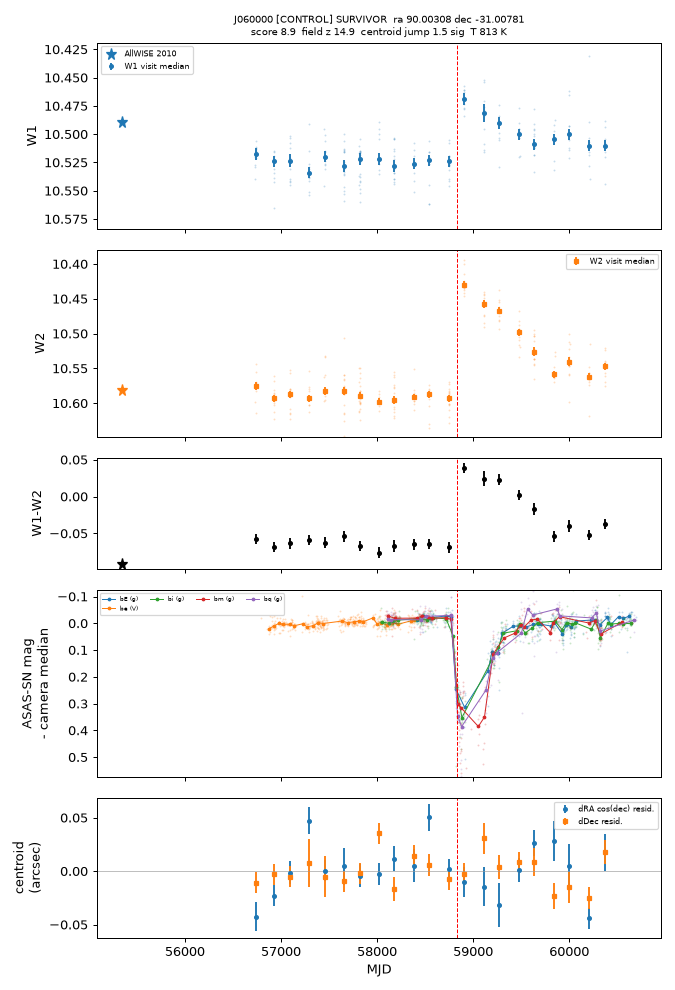 J060000 [CONTROL] SURVIVOR ra 90.00308 dec -31.00781
score 8.9 field z 14.9 centroid jump 1.5 sig T 813 K
10.425
10.450
10.475
10.500
10.525
10.550
10.575
W1
AllWISE 2010
W1 visit median
10.40
10.45
10.50
10.55
10.60
W2
W2 visit median
0.05
0.00
−0.05
W1-W2
−0.1
0.0
0.1
0.2
0.3
0.4
0.5
ASAS-SN mag
- camera median
bE (g)
bi (g)
bm (g)
bq (g)
be (V)
0.05
0.00
−0.05
centroid
(arcsec)
dRA cos(dec) resid.
dDec resid.
56000
57000
58000
59000
60000
MJD